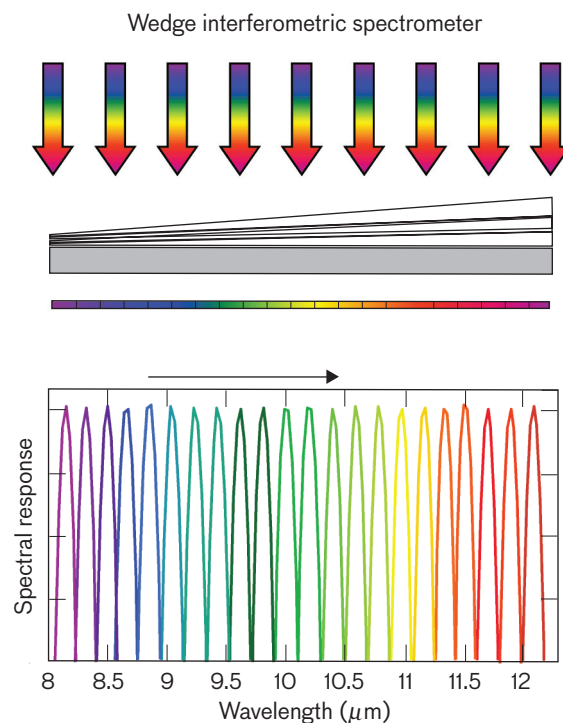 Wedge interferometric spectrometer
Spectral response
8 8.5 9 9.5 10 10.5 11 11.5 12
Wavelength (μm)